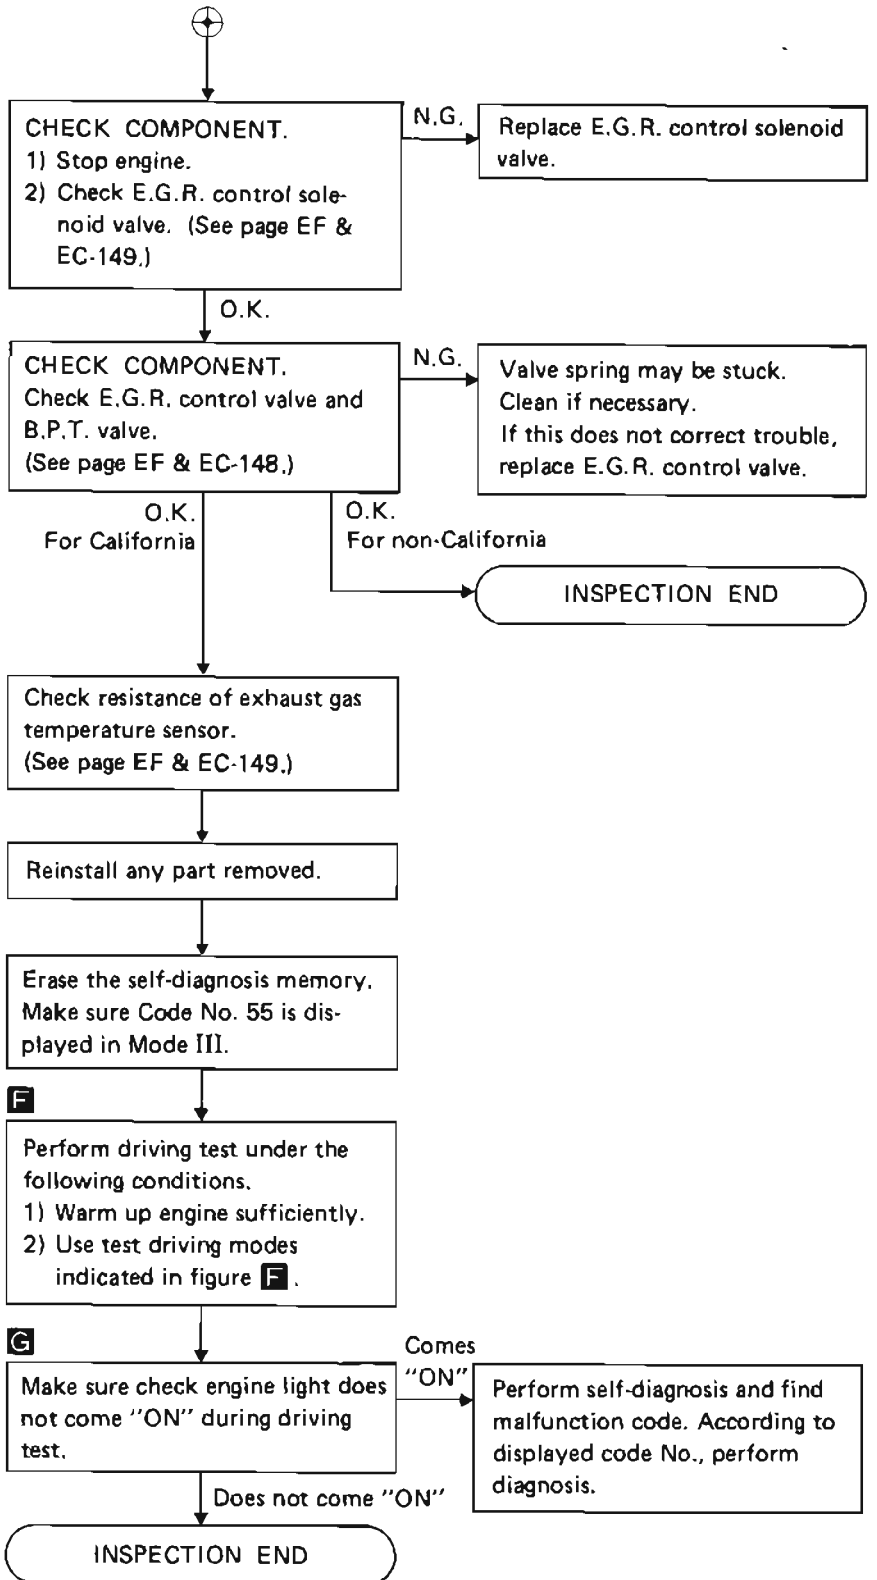 CHECK COMPONENT.
1) Stop engine.
2) Check E.G.R. control sole-
noid valve. (See page EF &
EC-149.)
N.G.
Replace E.G.R. control solenoid
valve.
O.K.
CHECK COMPONENT.
Check E.G.R. control valve and
B.P.T. valve.
(See page EF & EC-148.)
N.G.
Valve spring may be stuck.
Clean if necessary.
If this does not correct trouble,
replace E.G.R. control valve.
O.K.
For California
O.K.
For non-California
INSPECTION END
Check resistance of exhaust gas
temperature sensor.
(See page EF & EC-149.)
Reinstall any part removed.
Erase the self-diagnosis memory.
Make sure Code No. 55 is dis-
played in Mode III.
F
Perform driving test under the
following conditions.
1) Warm up engine sufficiently.
2) Use test driving modes
indicated in figure F .
G
Make sure check engine light does
not come "ON" during driving
test.
Comes
"ON"
Perform self-diagnosis and find
malfunction code. According to
displayed code No., perform
diagnosis.
Does not come "ON"
INSPECTION END